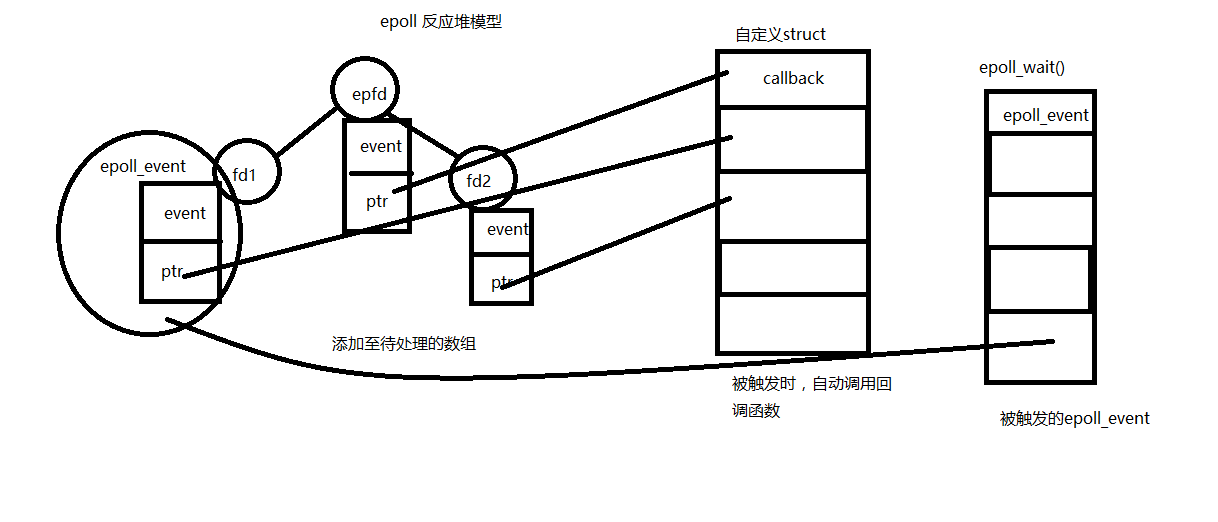 epoll 反应堆模型
自定义struct
epoll_wait()
callback
epfd
epoll_event
event
epoll_event
fd1
fd2
ptr
event
event
ptr
ptr
添加至待处理的数组
被触发时，自动调用回
调函数
被触发的epoll_event